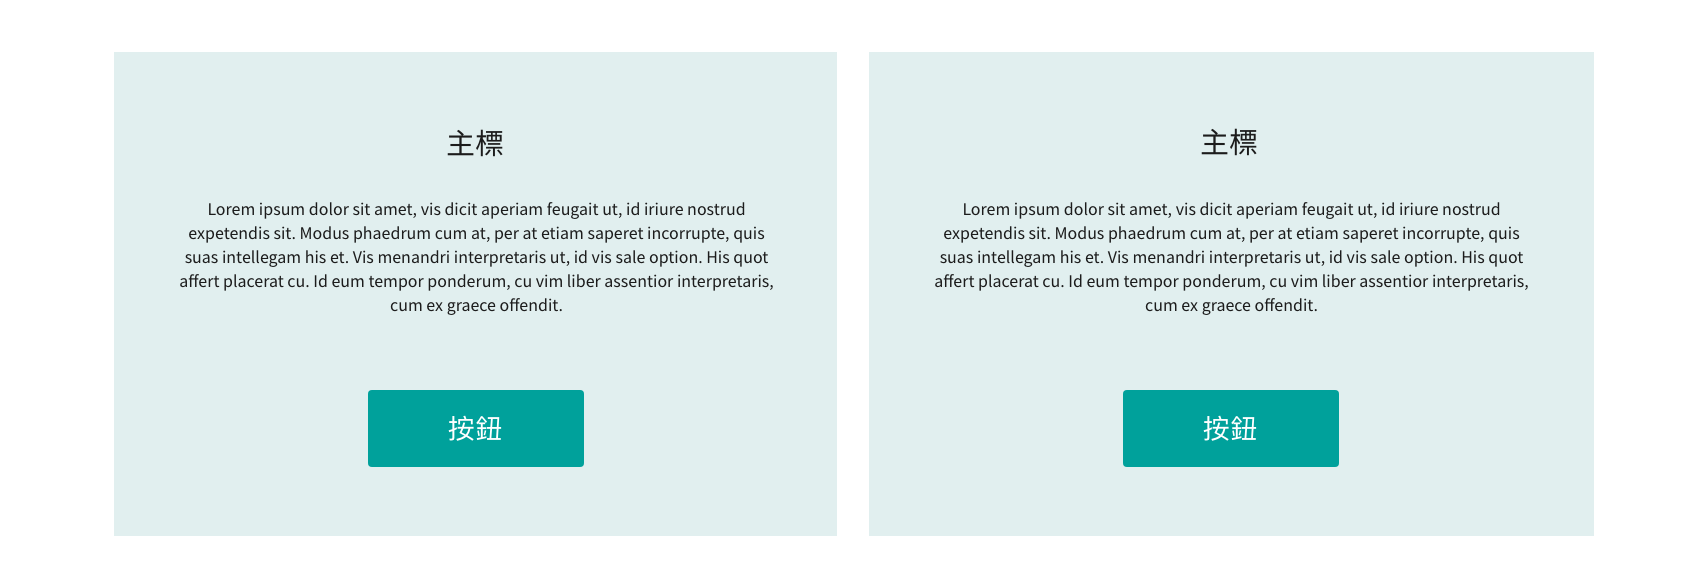 主標
Lorem ipsum dolor sit amet, vis dicit aperiam feugait ut, id iriure nostrud
expetendis sit. Modus phaedrum cum at, per at etiam saperet incorrupte, quis
suas intellegam his et. Vis menandri interpretaris ut, id vis sale option. His quot
affert placerat cu. Id eum tempor ponderum, cu vim liber assentior interpretaris,
cum ex graece offendit.
按鈕
主標
Lorem ipsum dolor sit amet, vis dicit aperiam feugait ut, id iriure nostrud
expetendis sit. Modus phaedrum cum at, per at etiam saperet incorrupte, quis
suas intellegam his et. Vis menandri interpretaris ut, id vis sale option. His quot
affert placerat cu. Id eum tempor ponderum, cu vim liber assentior interpretaris,
cum ex graece offendit.
按鈕